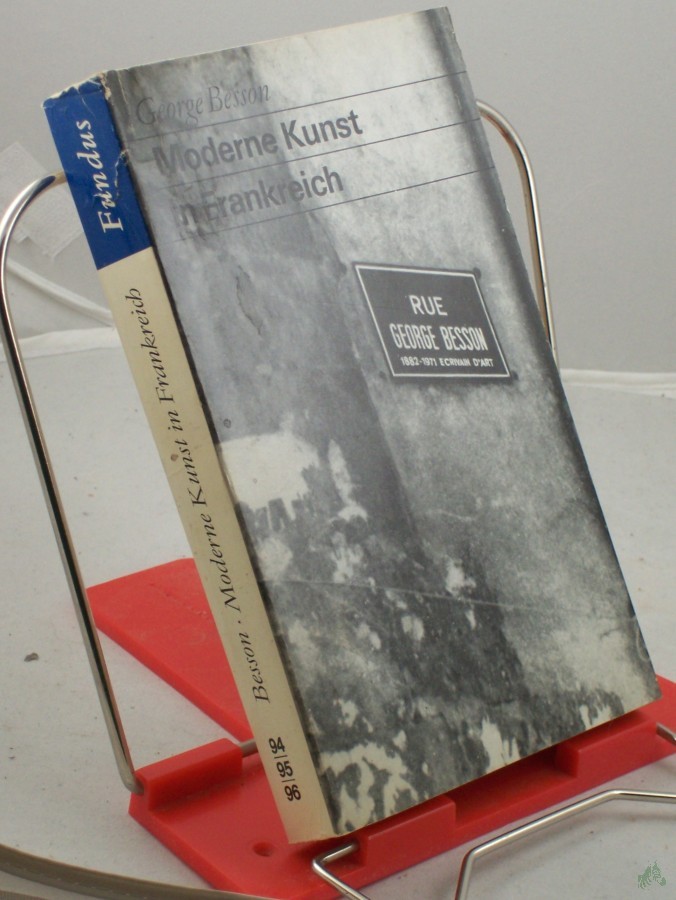 George Besson
Moderne Kunst
in Frankreich
RUE
GEORGE BESSON
1882-1971 ECRIVAIN D'ART
Fundus
Besson · Moderne Kunst in Frankreich
94
95
96